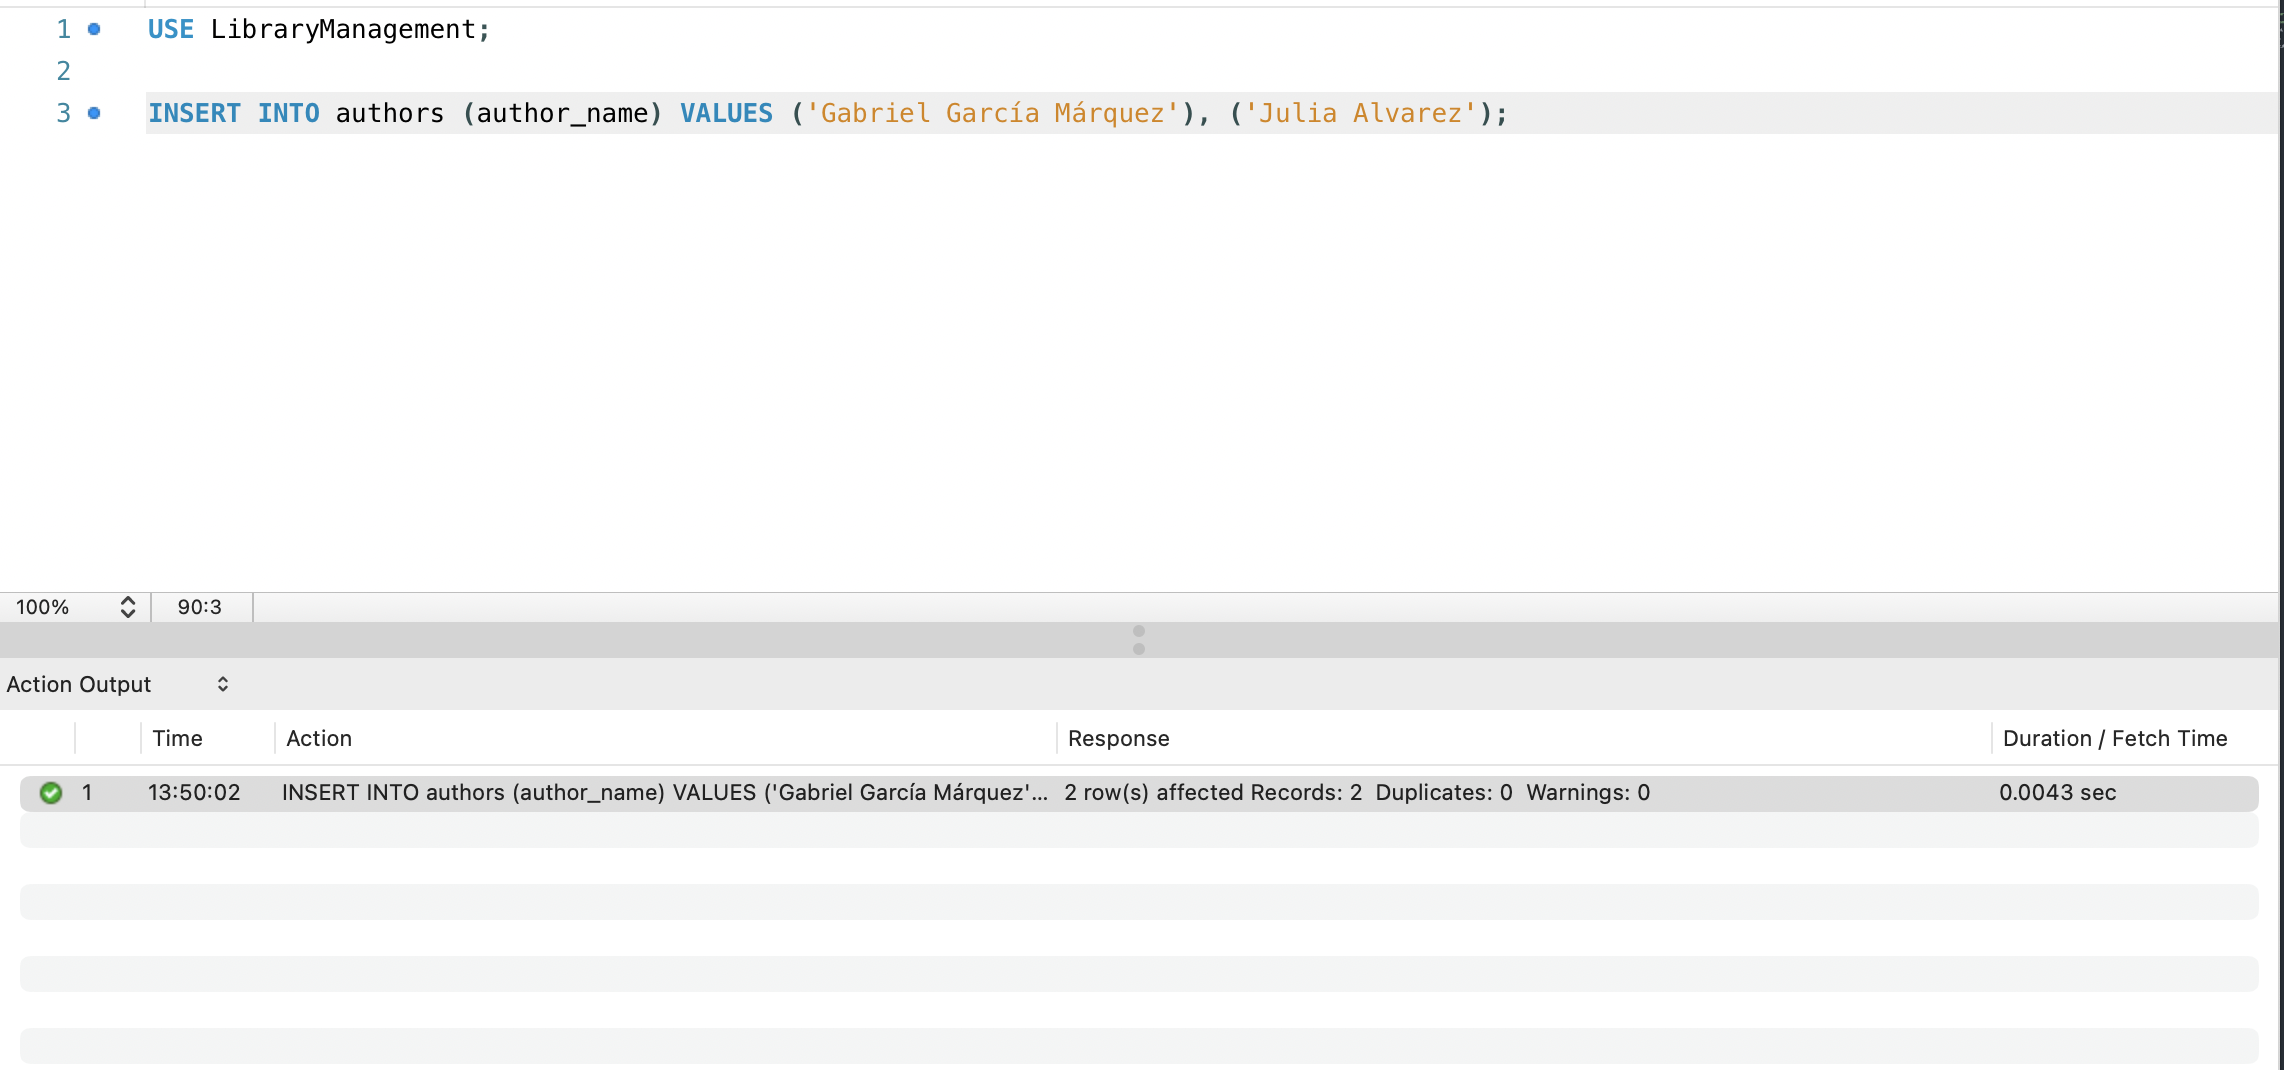 1 USE LibraryManagement;
2
3 INSERT INTO authors (author_name) VALUES ('Gabriel García Márquez'), ('Julia Alvarez');
100% 90:3
Action Output
Time Action Response Duration / Fetch Time
1 13:50:02 INSERT INTO authors (author_name) VALUES ('Gabriel García Márquez'... 2 row(s) affected Records: 2 Duplicates: 0 Warnings: 0 0.0043 sec